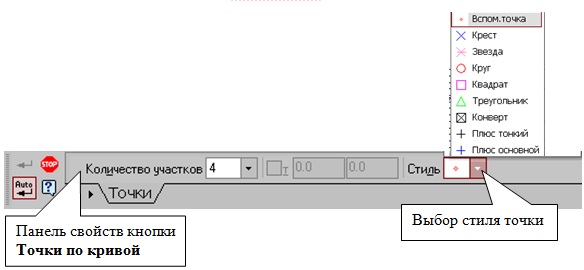 Вспом.точка
Крест
Звезда
Круг
Квадрат
Треугольник
Конверт
Плюс тонкий
Плюс основной
STOP
Количество участков 4 т 0.0 0.0 Стиль
Auto
Точки
Панель свойств кнопки
Точки по кривой
Выбор стиля точки